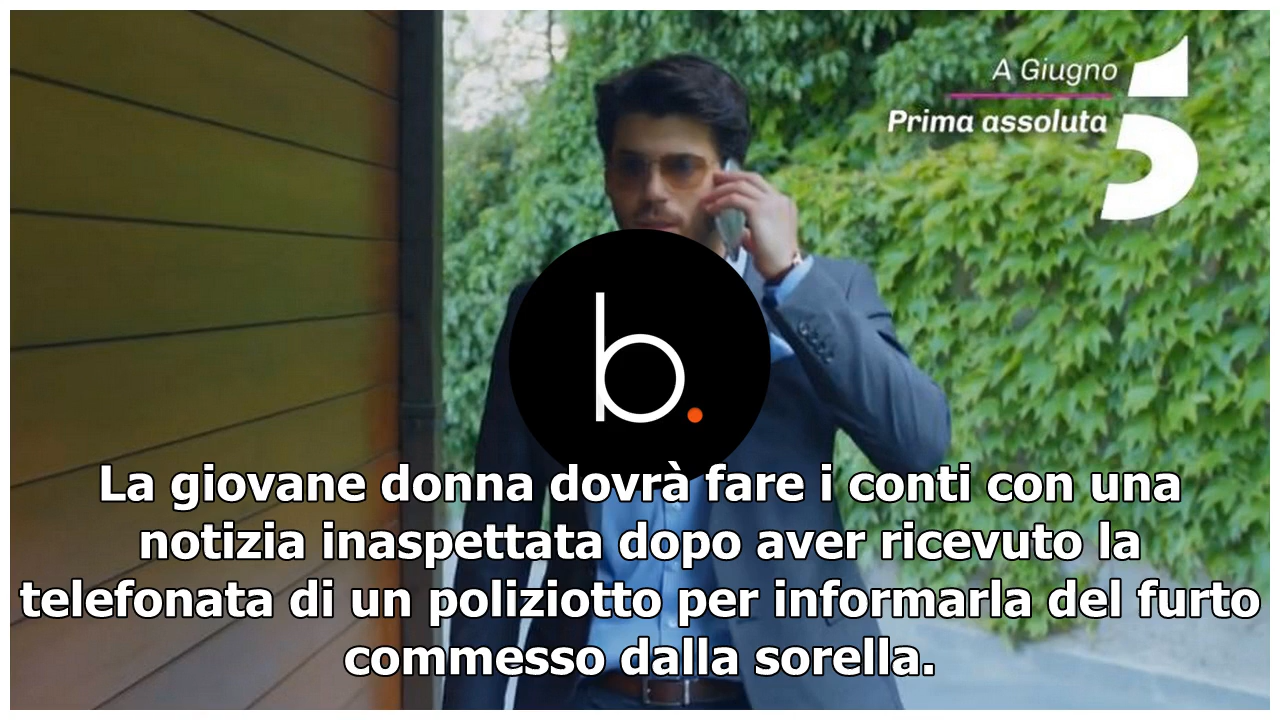 A Giugno
Prima assoluta
5
b.
La giovane donna dovrà fare i conti con una
notizia inaspettata dopo aver ricevuto la
telefonata di un poliziotto per informarla del furto
commesso dalla sorella.